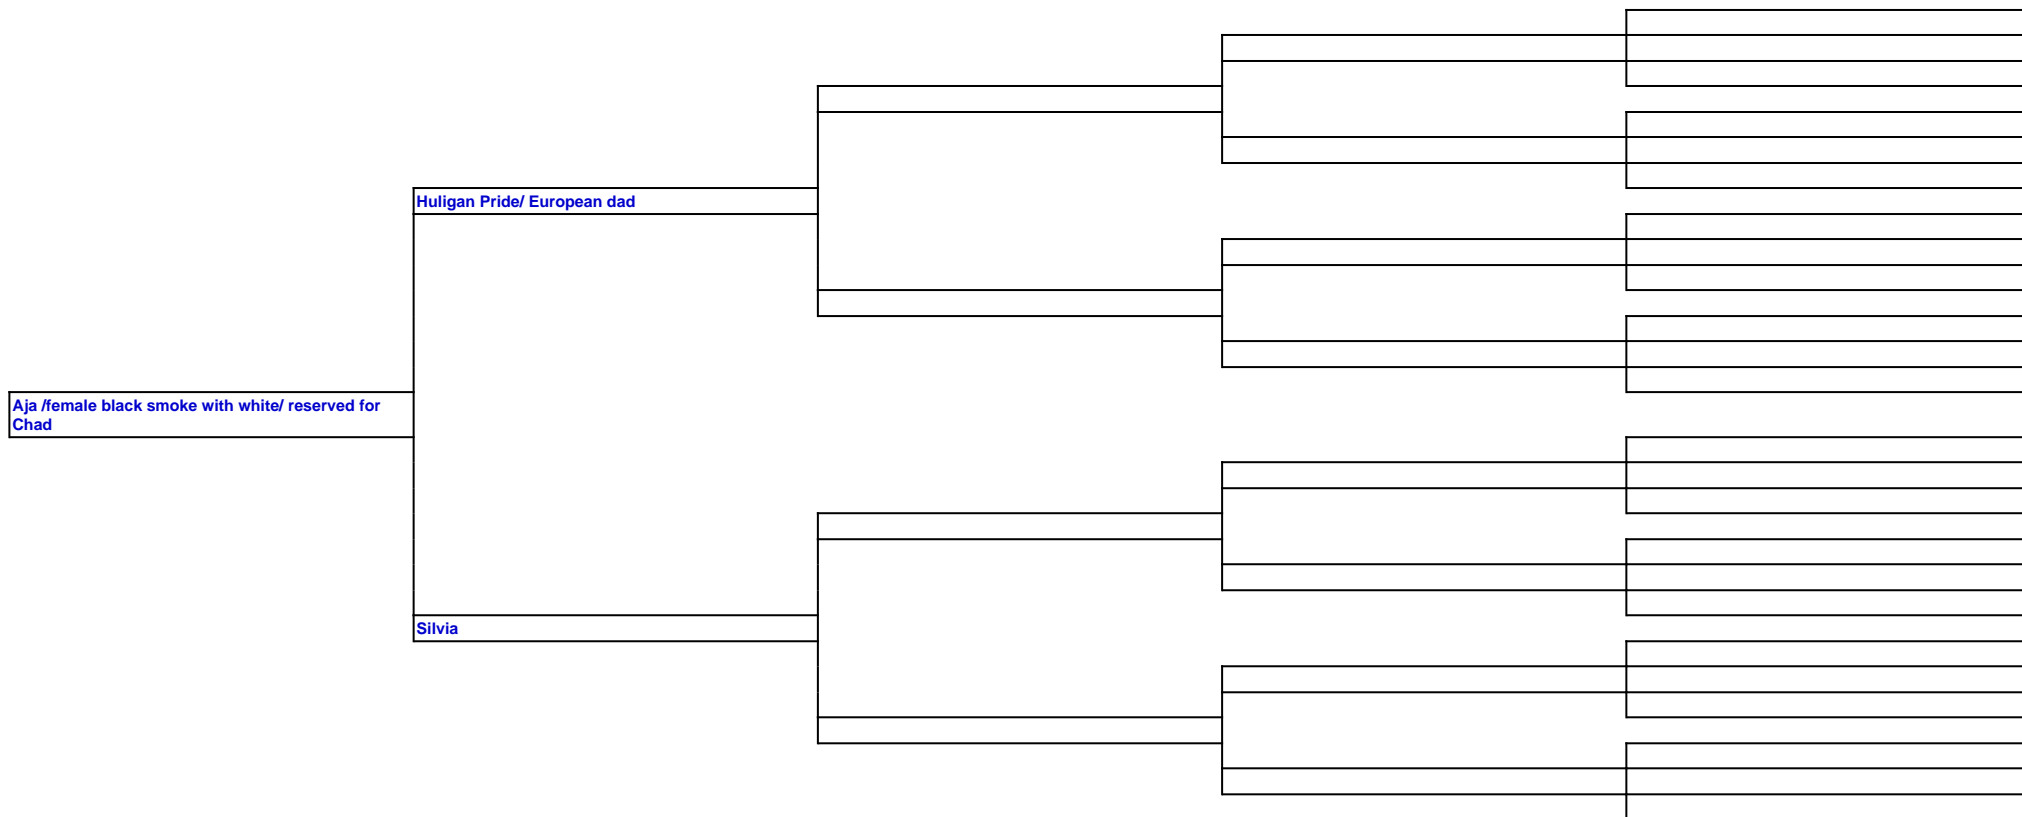 Huligan Pride/ European dad
Aja /female black smoke with white/ reserved for
Chad
Silvia